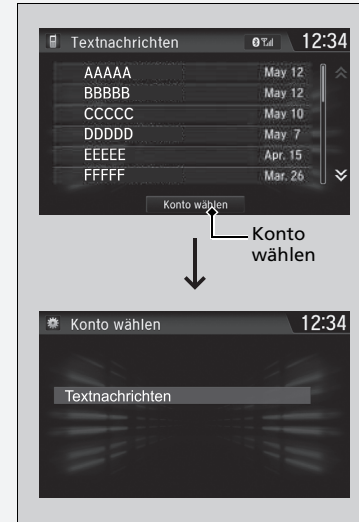 Textnachrichten 12:34
AAAAA May 12
BBBBB May 12
CCCCC May 10
DDDDD May 7
EEEEE Apr. 15
FFFFF Mar. 26
Konto wählen
Konto
wählen
Konto wählen 12:34
Textnachrichten